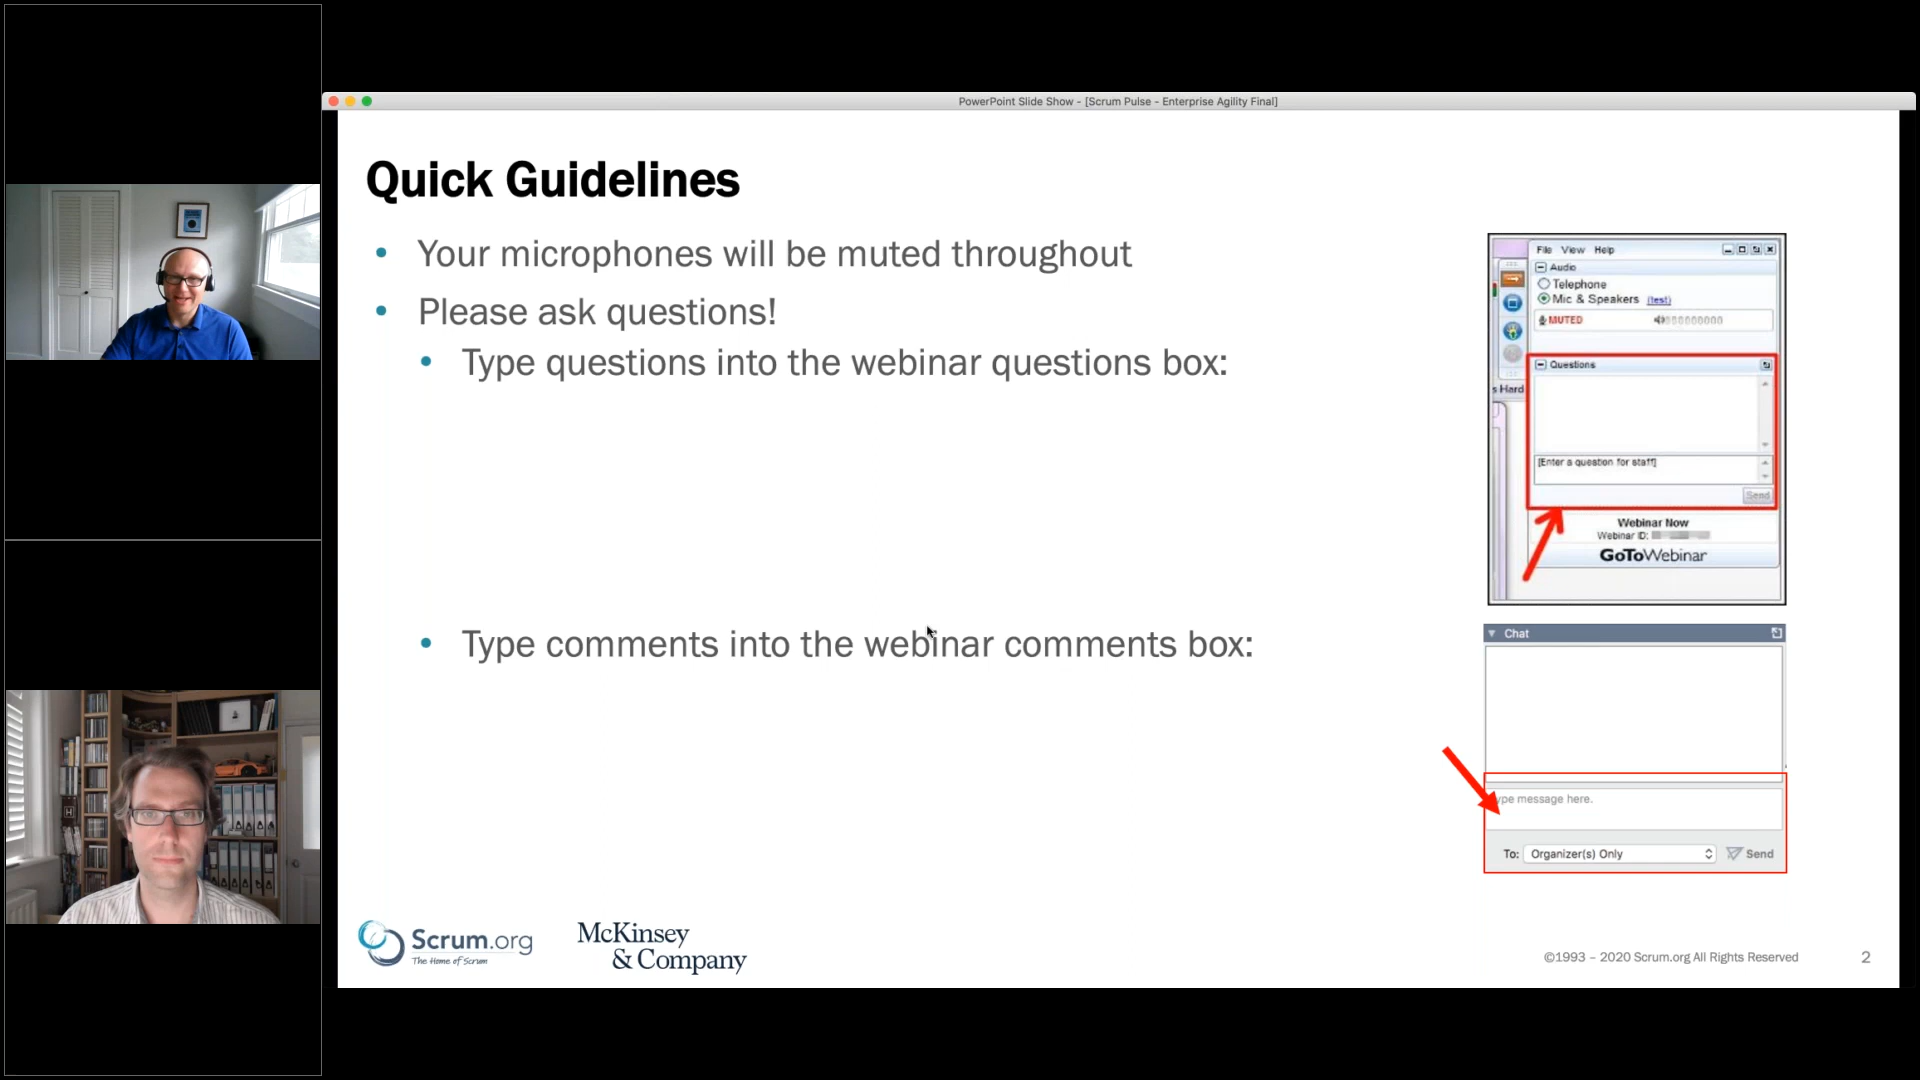 PowerPoint Slide Show - [Scrum Pulse - Enterprise Agility Final]
Quick Guidelines
• Your microphones will be muted throughout
• Please ask questions!
• Type questions into the webinar questions box:
File View Help
Audio
Telephone
Mic & Speakers (test)
MUTED
Questions
s Hard
[Enter a question for staff]
Send
Webinar Now
Webinar ID:
GoToWebinar
• Type comments into the webinar comments box:
Chat
ype message here.
To: Organizer(s) Only Send
Scrum.org
The Home of Scrum
McKinsey
& Company
©1993 – 2020 Scrum.org All Rights Reserved
2